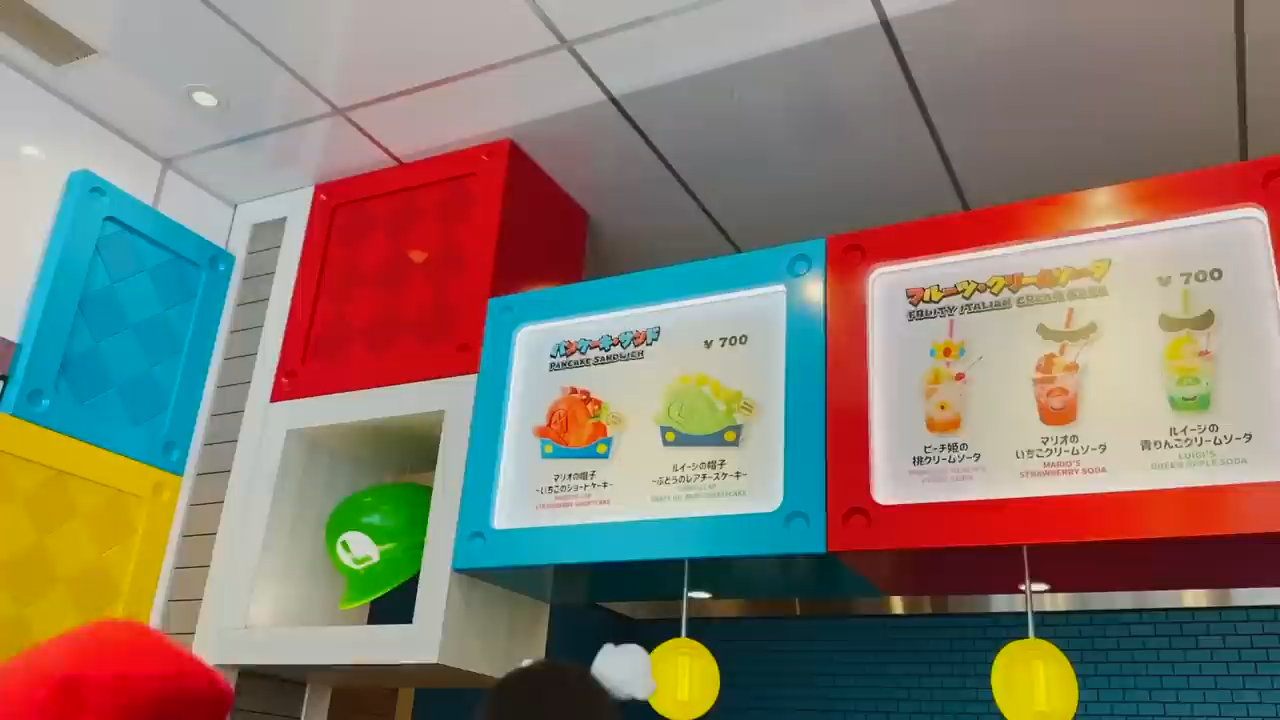 パンケーキ・サンド
PANCAKE SANDWICH
¥ 700
マリオの帽子
～いちごのショートケーキ～
STRAWBERRY SHORTCAKE
ルイージの帽子
～ぶどうのレアチーズケーキ～
フルーツ・クリームソーダ
FRUITY ITALIAN CREAM SODA
¥ 700
ピーチ姫の
桃クリームソーダ
マリオの
いちごクリームソーダ
MARIO'S
STRAWBERRY SODA
ルイージの
青りんごクリームソーダ
LUIGI'S
GREEN APPLE SODA
L